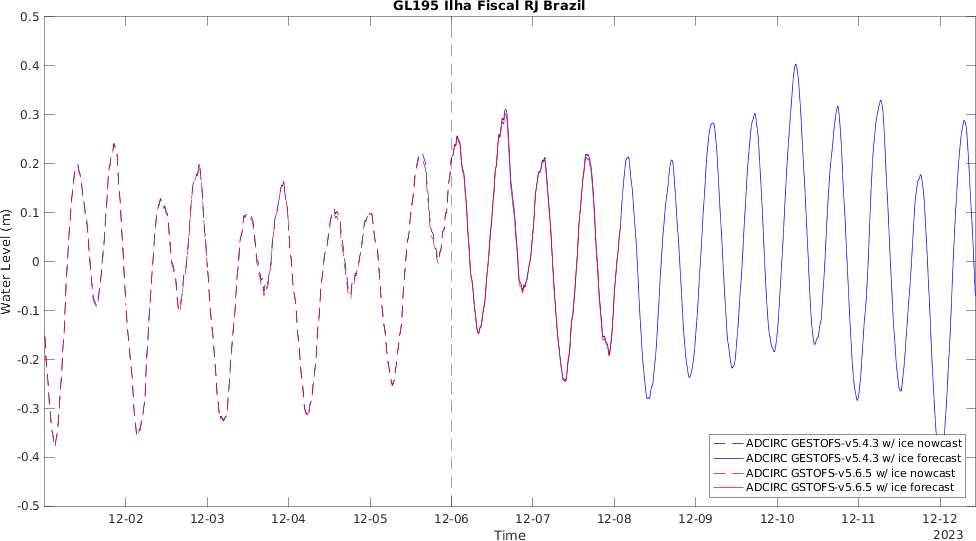 GL195 Ilha Fiscal RJ Brazil
0.5
0.4
0.3
0.2
0.1
0
-0.1
-0.2
-0.3
-0.4
-0.5
Water Level (m)
12-02 12-03 12-04 12-05 12-06 12-07 12-08 12-09 12-10 12-11 12-12
Time
2023
ADCIRC GESTOFS-v5.4.3 w/ ice nowcast
ADCIRC GESTOFS-v5.4.3 w/ ice forecast
ADCIRC GSTOFS-v5.6.5 w/ ice nowcast
ADCIRC GSTOFS-v5.6.5 w/ ice forecast